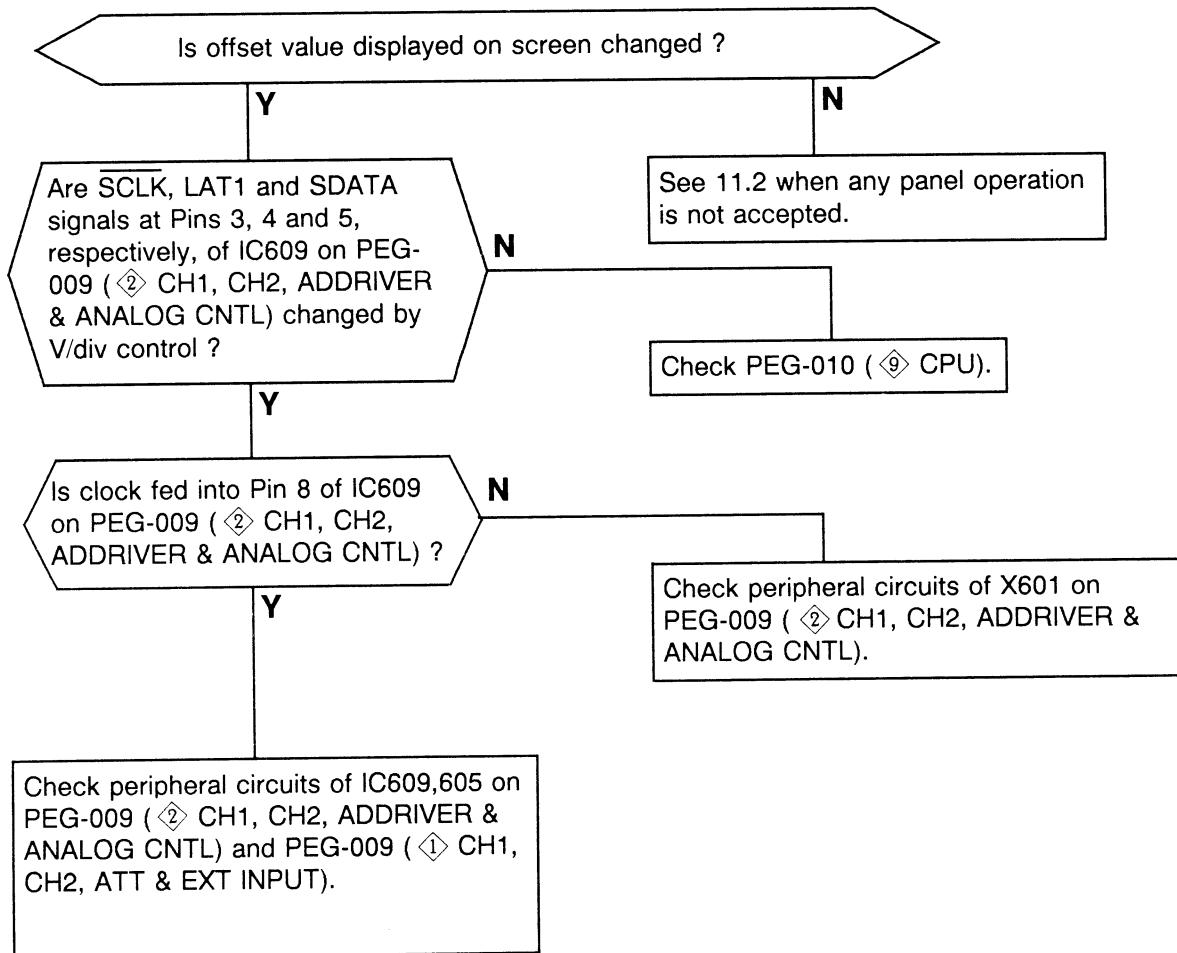 Is offset value displayed on screen changed ?
Y
N
Are S̅C̅L̅K̅, LAT1 and SDATA
signals at Pins 3, 4 and 5,
respectively, of IC609 on PEG-
009 ( ② CH1, CH2, ADDRIVER
& ANALOG CNTL) changed by
V/div control ?
N
See 11.2 when any panel operation
is not accepted.
Check PEG-010 ( ⑨ CPU).
Y
Is clock fed into Pin 8 of IC609
on PEG-009 ( ② CH1, CH2,
ADDRIVER & ANALOG CNTL) ?
N
Y
Check peripheral circuits of X601 on
PEG-009 ( ② CH1, CH2, ADDRIVER &
ANALOG CNTL).
Check peripheral circuits of IC609,605 on
PEG-009 ( ② CH1, CH2, ADDRIVER &
ANALOG CNTL) and PEG-009 ( ① CH1,
CH2, ATT & EXT INPUT).